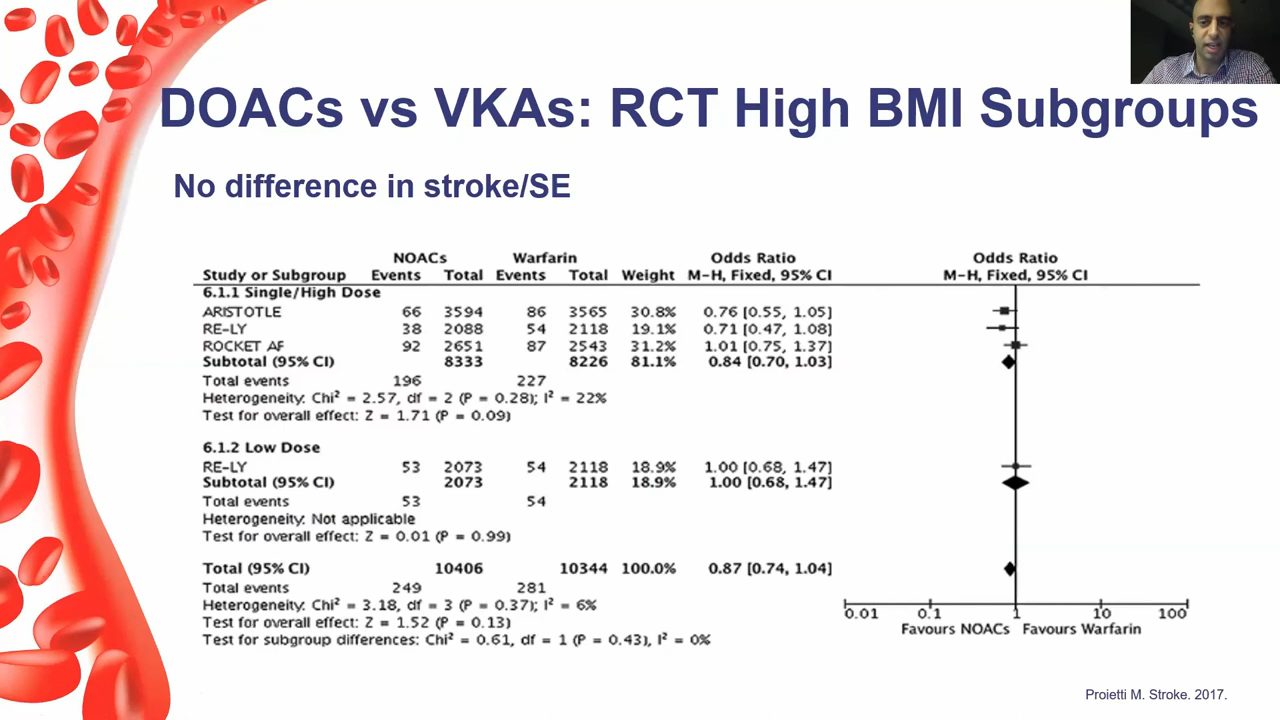 DOACs vs VKAs: RCT High BMI Subgroups
No difference in stroke/SE
NOACs Warfarin Odds Ratio Odds Ratio
Study or Subgroup Events Total Events Total Weight M-H, Fixed, 95% CI M-H, Fixed, 95% CI
6.1.1 Single/High Dose
ARISTOTLE 66 3594 86 3565 30.8% 0.76 [0.55, 1.05]
RE-LY 38 2088 54 2118 19.1% 0.71 [0.47, 1.08]
ROCKET AF 92 2651 87 2543 31.2% 1.01 [0.75, 1.37]
Subtotal (95% CI) 8333 8226 81.1% 0.84 [0.70, 1.03]
Total events 196 227
Heterogeneity: Chi² = 2.57, df = 2 (P = 0.28); I² = 22%
Test for overall effect: Z = 1.71 (P = 0.09)
6.1.2 Low Dose
RE-LY 53 2073 54 2118 18.9% 1.00 [0.68, 1.47]
Subtotal (95% CI) 2073 2118 18.9% 1.00 [0.68, 1.47]
Total events 53 54
Heterogeneity: Not applicable
Test for overall effect: Z = 0.01 (P = 0.99)
Total (95% CI) 10406 10344 100.0% 0.87 [0.74, 1.04]
Total events 249 281
Heterogeneity: Chi² = 3.18, df = 3 (P = 0.37); I² = 6%
Test for overall effect: Z = 1.52 (P = 0.13)
Test for subgroup differences: Chi² = 0.61, df = 1 (P = 0.43), I² = 0%
0.01 0.1 1 10 100
Favours NOACs Favours Warfarin
Proietti M. Stroke. 2017.